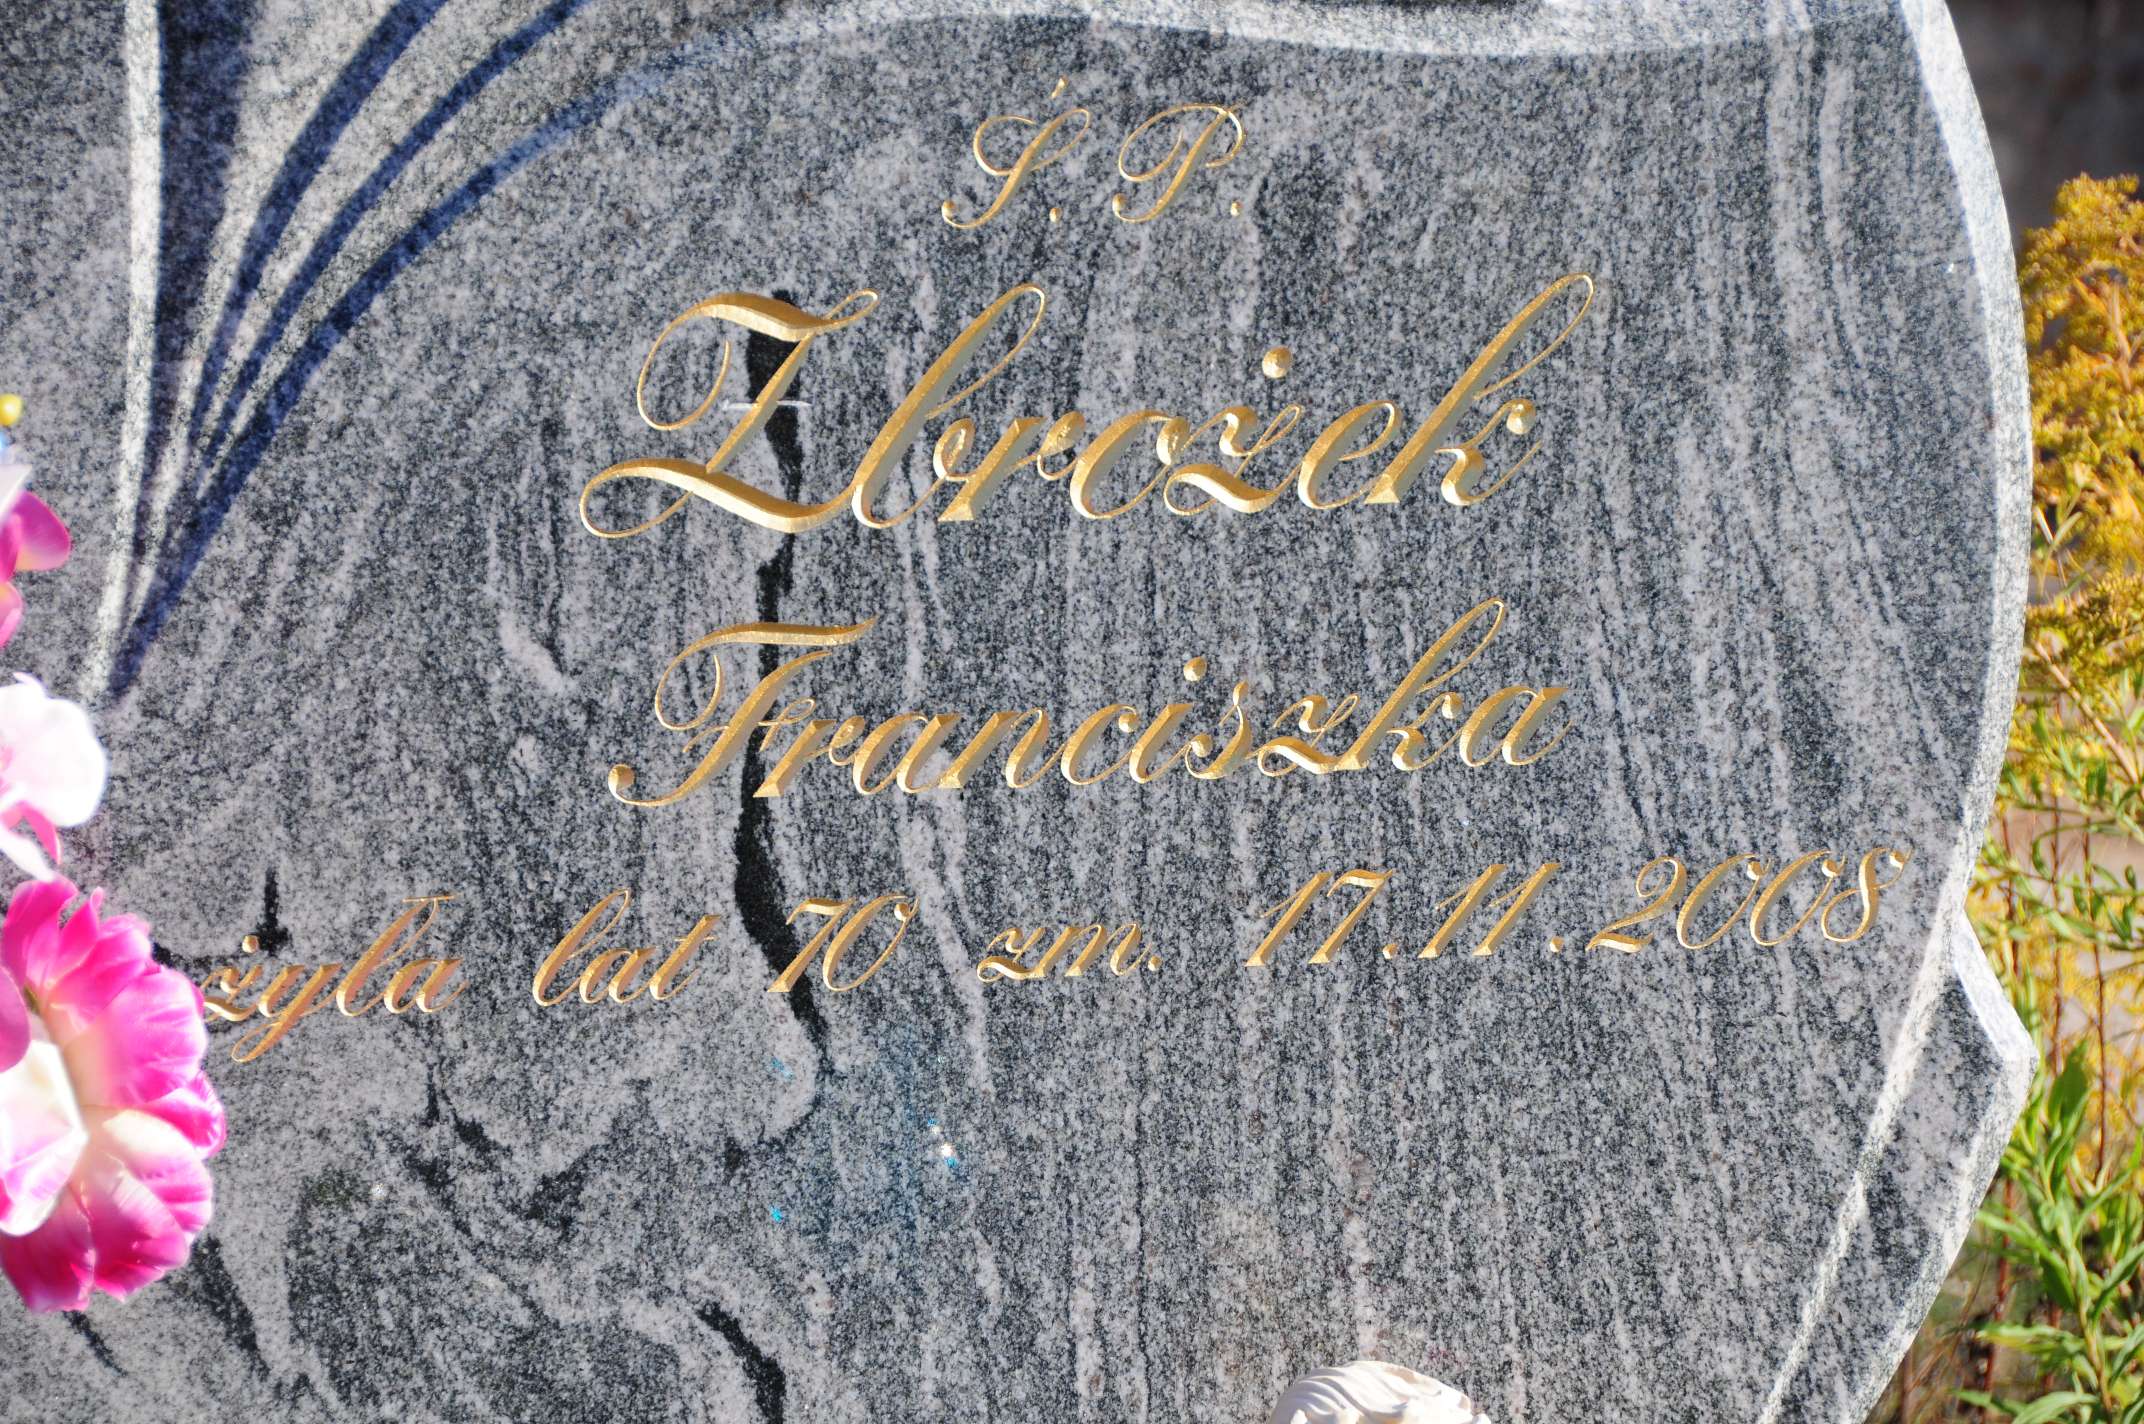 Ś. P.
Zbrożek
Franciszka
żyła lat 70 zm. 17.11.2008